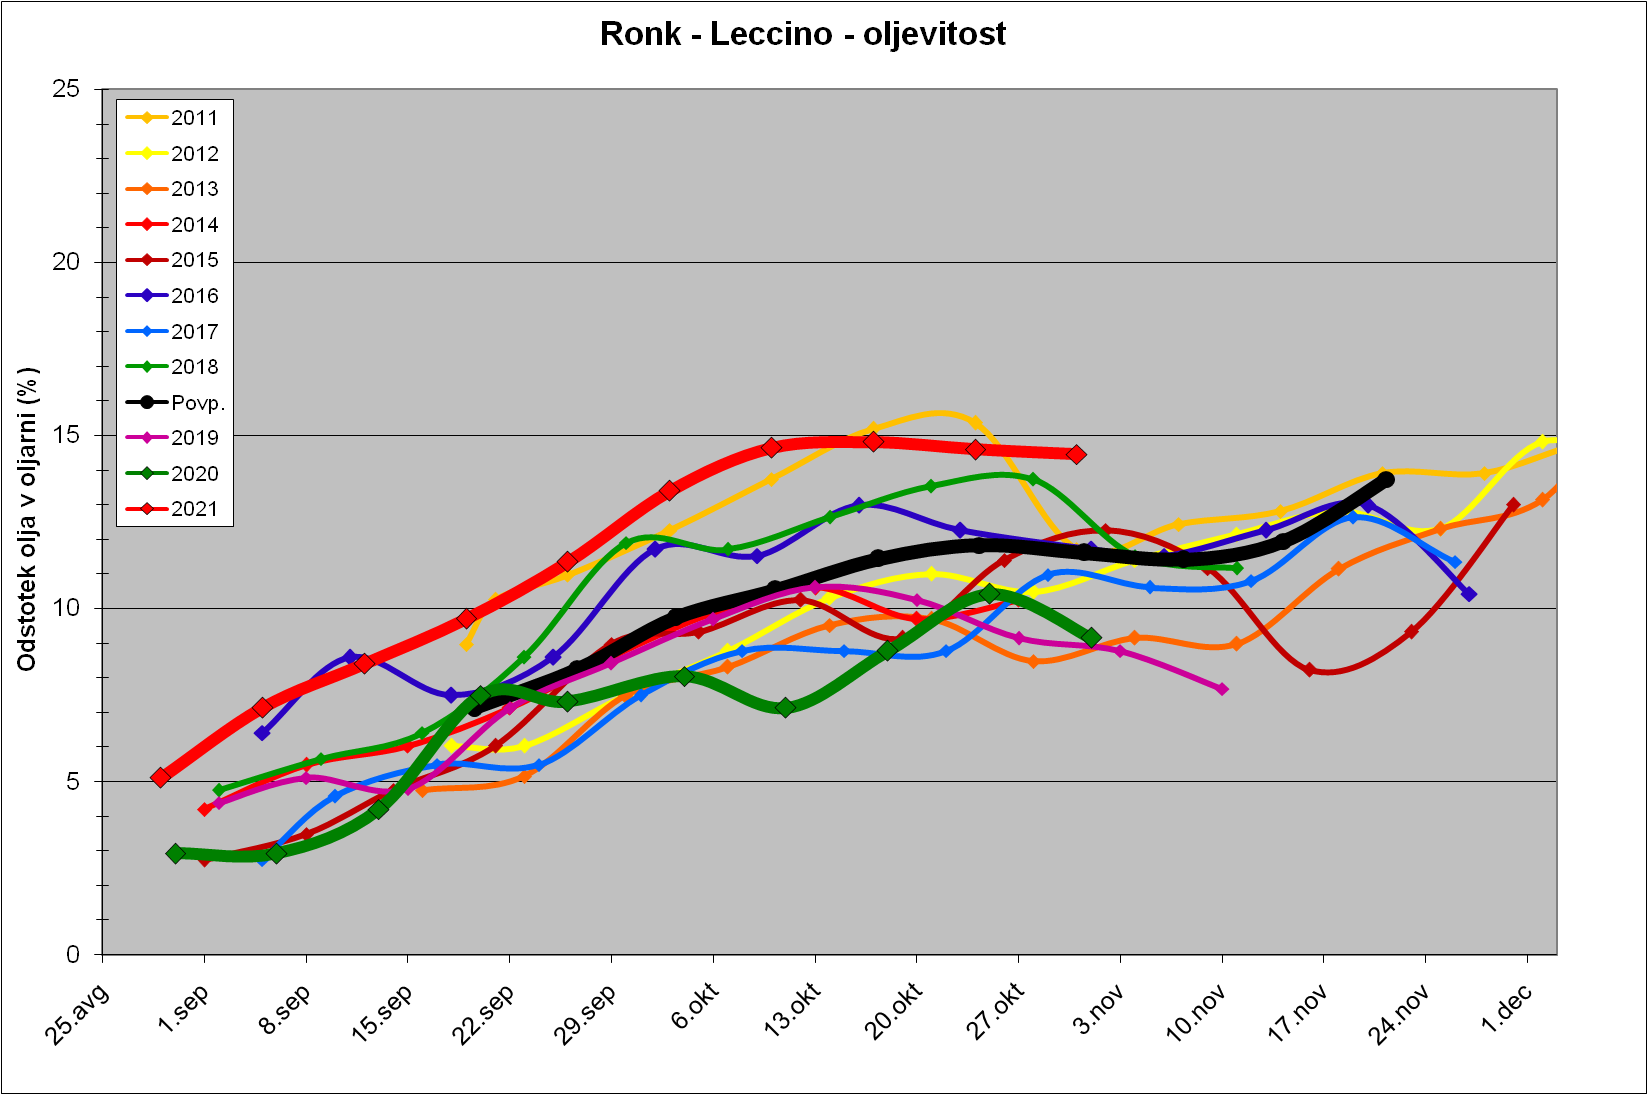 Ronk - Leccino - oljevitost
25
20
15
10
5
0
Odstotek olja v oljarni (%)
2011
2012
2013
2014
2015
2016
2017
2018
Povp.
2019
2020
2021
25.avg
1.sep
8.sep
15.sep
22.sep
29.sep
6.okt
13.okt
20.okt
27.okt
3.nov
10.nov
17.nov
24.nov
1.dec